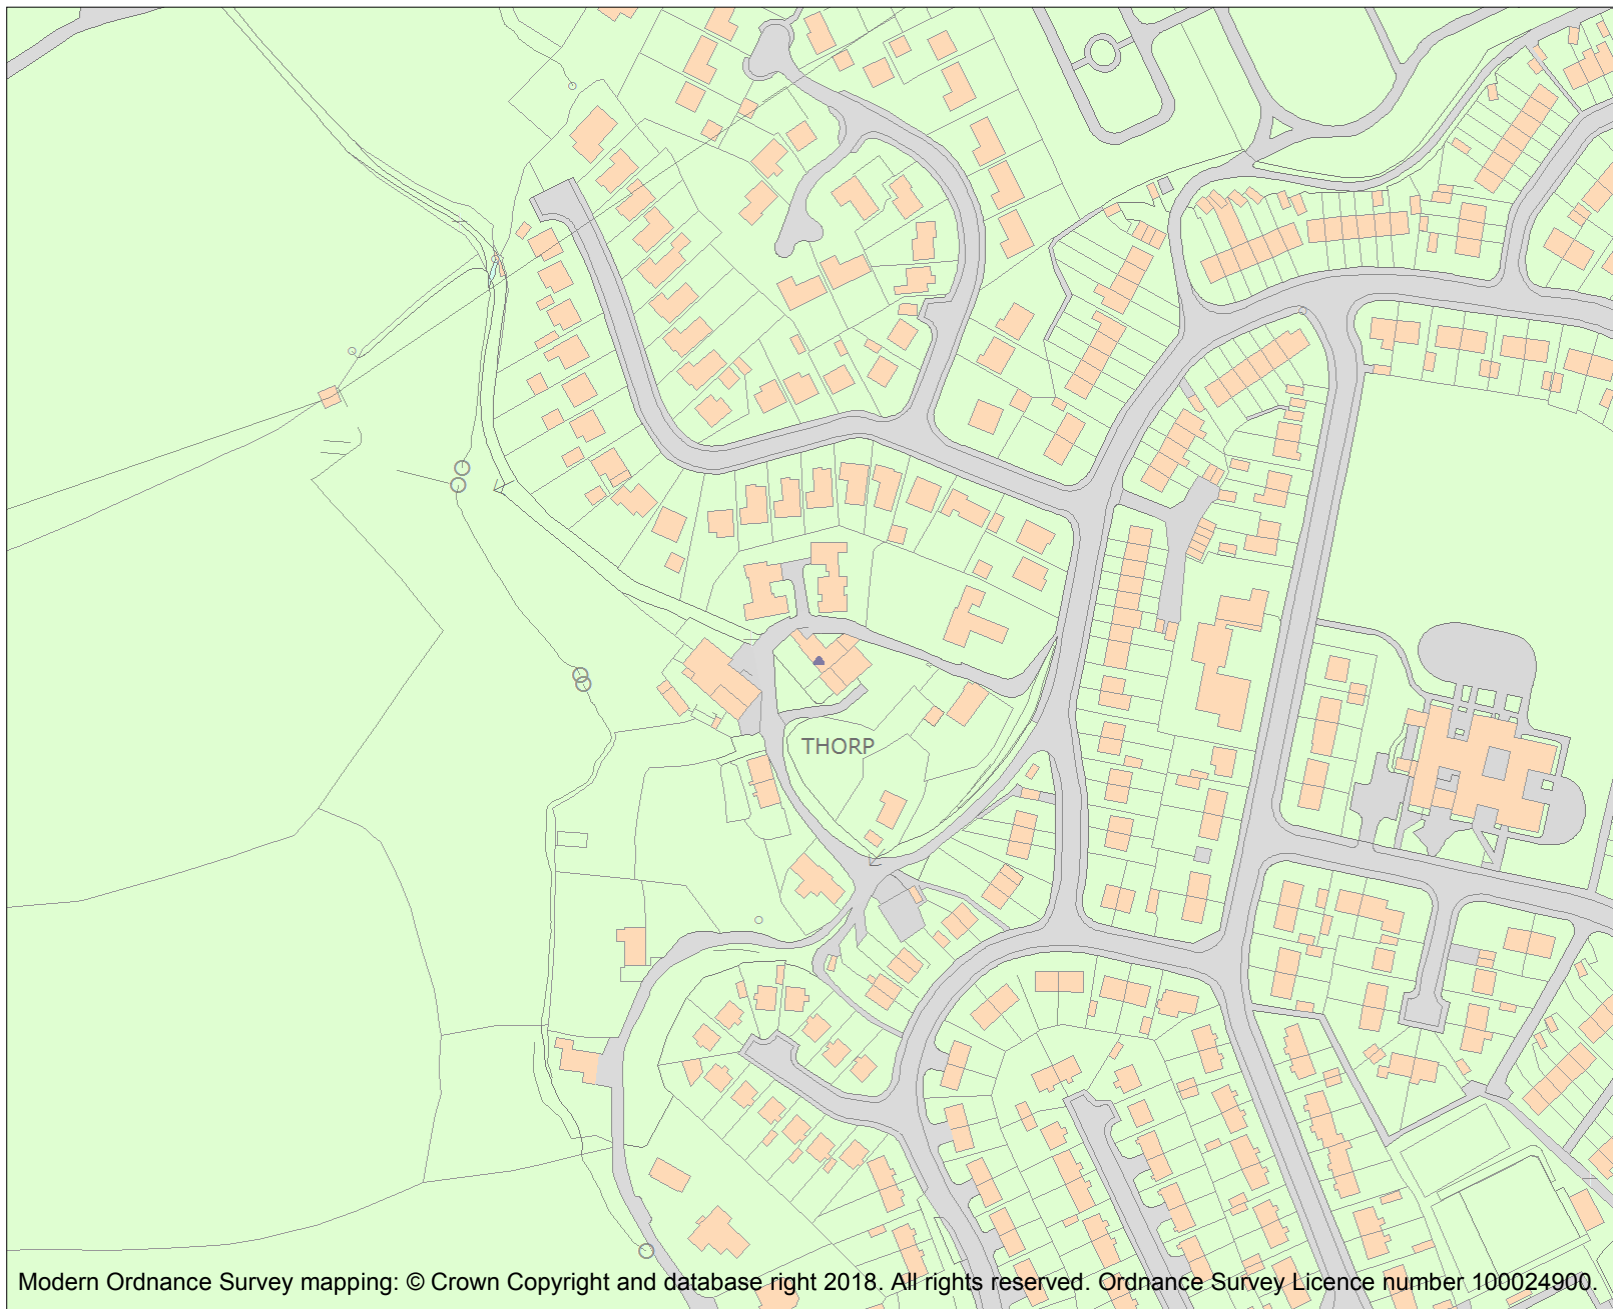 THORP
Modern Ordnance Survey mapping: © Crown Copyright and database right 2018. All rights reserved. Ordnance Survey Licence number 100024900.